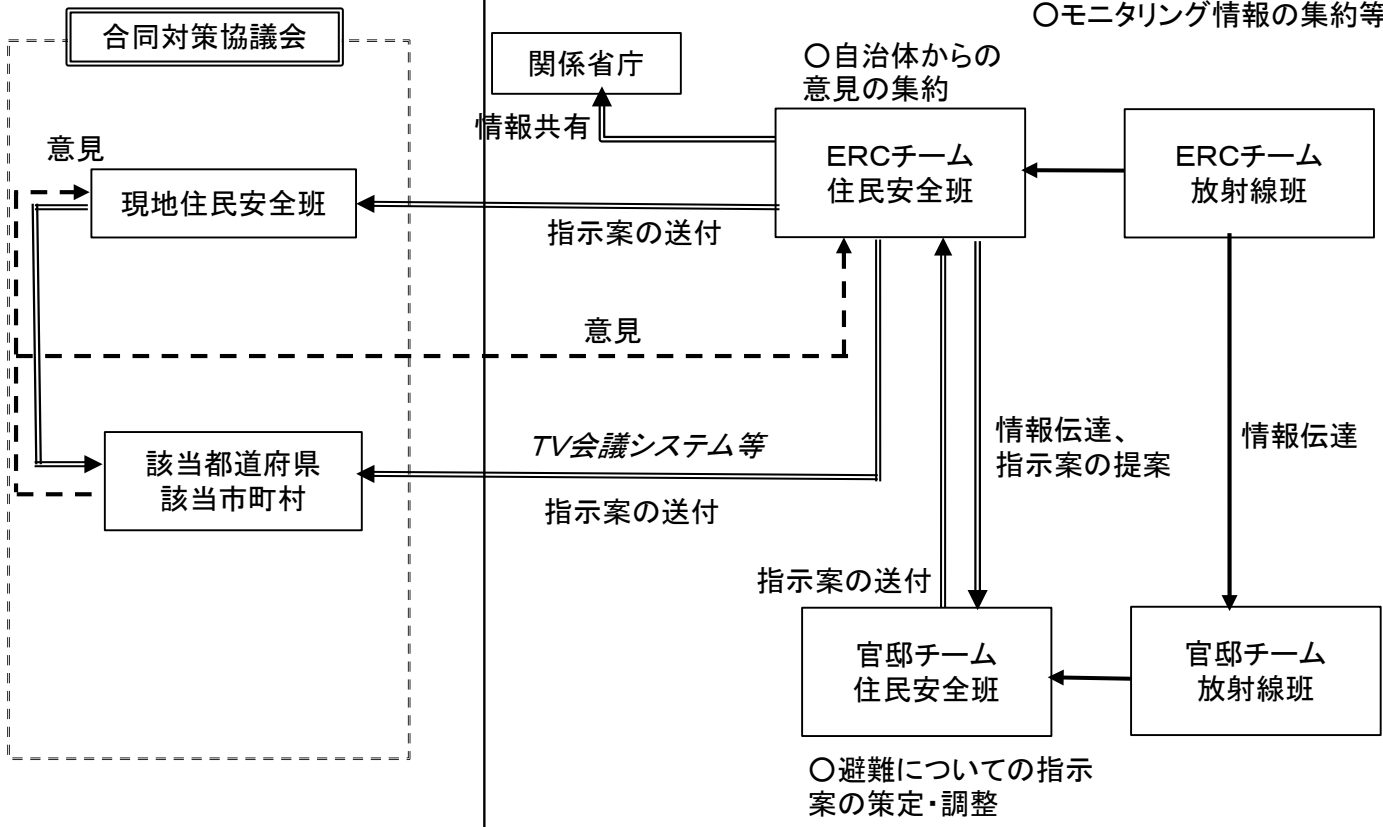 〇モニタリング情報の集約等
合同対策協議会
関係省庁
〇自治体からの
意見の集約
情報共有
意見
現地住民安全班
ERCチーム
住民安全班
ERCチーム
放射線班
指示案の送付
意見
該当都道府県
該当市町村
TV会議システム等
指示案の送付
情報伝達、
指示案の提案
情報伝達
指示案の送付
官邸チーム
住民安全班
官邸チーム
放射線班
〇避難についての指示
案の策定・調整